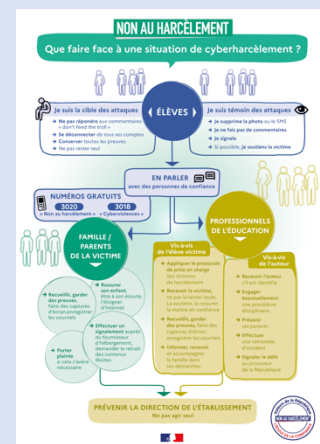 NON AU HARCÈLEMENT
Que faire face à une situation de cyberharcèlement ?
Je suis la cible des attaques
→ Ne pas répondre aux commentaires
« don't feed the troll »
→ Se déconnecter de tous ses comptes
→ Conserver toutes les preuves
→ Ne pas rester seul
ÉLÈVES
Je suis témoin des attaques
→ Je supprime la photo ou le SMS
→ Je ne fais pas de commentaires
→ Je signale
→ Si possible, je soutiens la victime
EN PARLER
avec des personnes de confiance
NUMÉROS GRATUITS
3020
« Non au harcèlement »
3018
« Cyberviolences »
FAMILLE /
PARENTS
DE LA VICTIME
→ Recueillir, garder
des preuves,
faire des captures
d'écran, enregistrer
les courriels
→ Porter
plainte
si cela s'avère
nécessaire
→ Rassurer
son enfant,
être à son écoute,
l'éloigner
d'Internet
→ Effectuer un
signalement auprès
du fournisseur
d'hébergement,
demander le retrait
des contenus
illicites
PROFESSIONNELS
DE L'ÉDUCATION
Vis-à-vis
de l'élève victime
→ Appliquer le protocole
de prise en charge
des victimes
de harcèlement
→ Recevoir la victime,
ne pas la laisser seule.
La soutenir, la rassurer,
la mettre en confiance
→ Recueillir, garder
des preuves, faire des
captures d'écran,
enregistrer les courriels
→ Informer, recevoir
et accompagner
la famille dans
ses démarches
Vis-à-vis
de l'auteur
→ Recevoir l'auteur
s'il est identifié
→ Engager
éventuellement
une procédure
disciplinaire
→ Prévenir
ses parents
→ Effectuer
une remontée
d'incident
→ Signaler le délit
au procureur
de la République
PRÉVENIR LA DIRECTION DE L'ÉTABLISSEMENT
Ne pas agir seul